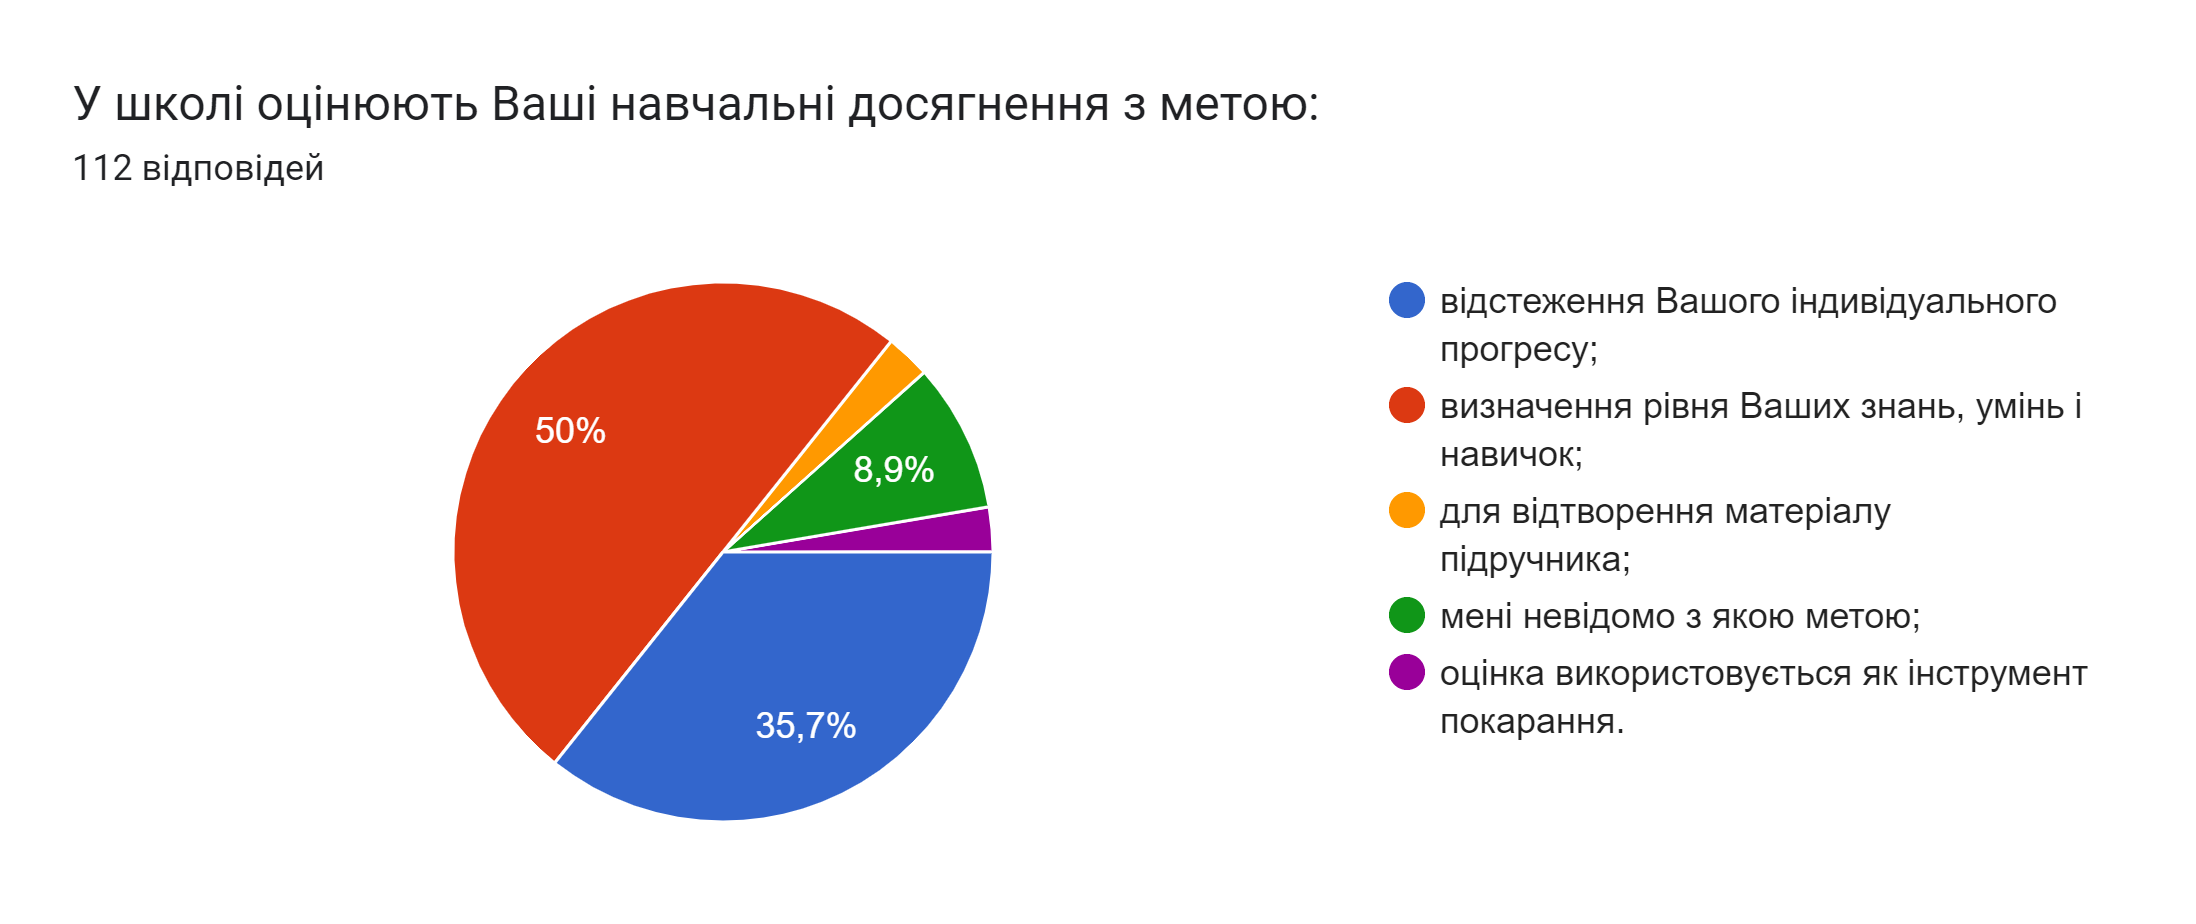 У школі оцінюють Ваші навчальні досягнення з метою:
112 відповідей
50%
8,9%
35,7%
відстеження Вашого індивідуального
прогресу;
визначення рівня Ваших знань, умінь і
навичок;
для відтворення матеріалу
підручника;
мені невідомо з якою метою;
оцінка використовується як інструмент
покарання.